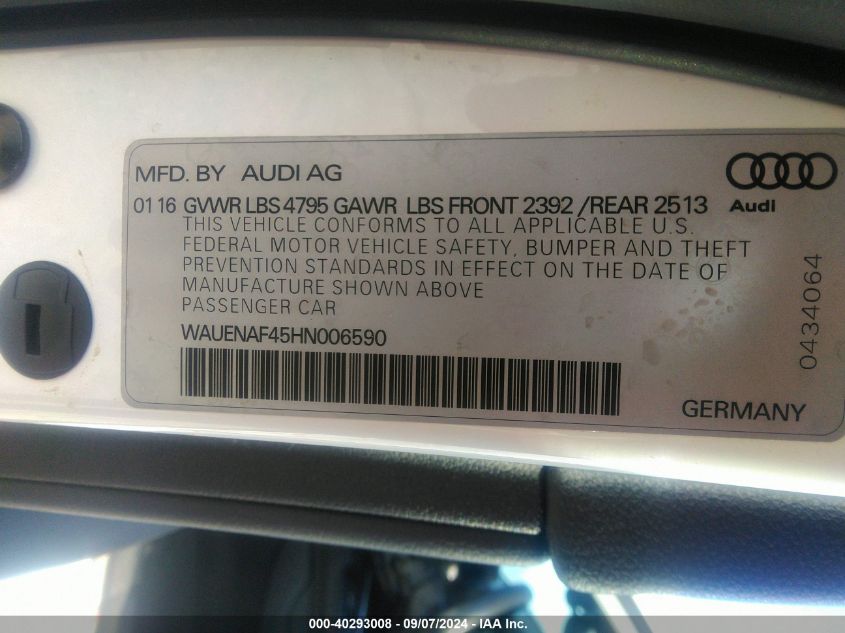 MFD. BY AUDI AG
01 16 GVWR LBS 4795 GAWR LBS FRONT 2392 /REAR 2513
Audi
THIS VEHICLE CONFORMS TO ALL APPLICABLE U.S.
FEDERAL MOTOR VEHICLE SAFETY, BUMPER AND THEFT
PREVENTION STANDARDS IN EFFECT ON THE DATE OF
MANUFACTURE SHOWN ABOVE
PASSENGER CAR
WAUENAF45HN006590
0434064
GERMANY
000-40293008 - 09/07/2024 - IAA Inc.